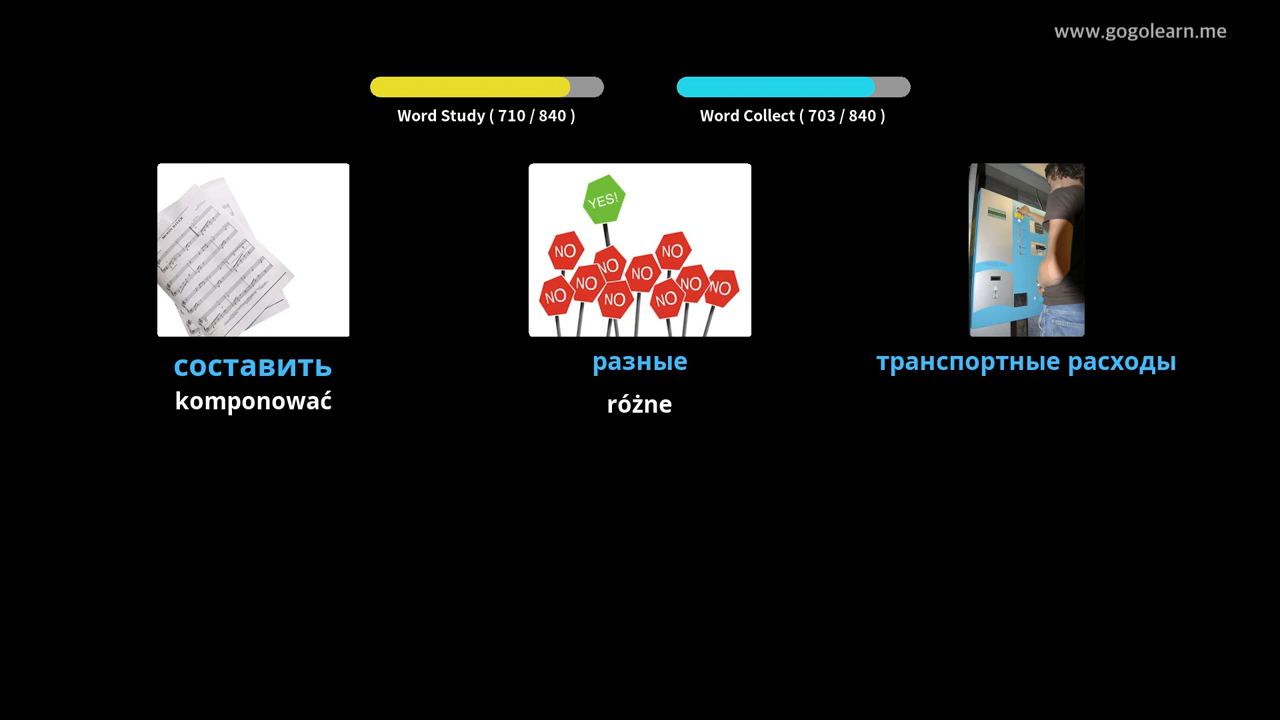 www.gogolearn.me
Word Study ( 710 / 840 )
Word Collect ( 703 / 840 )
YES!
NO
NO
NO
NO
NO
NO
NO
NO
NO
NO
составить
komponować
разные
różne
транспортные расходы